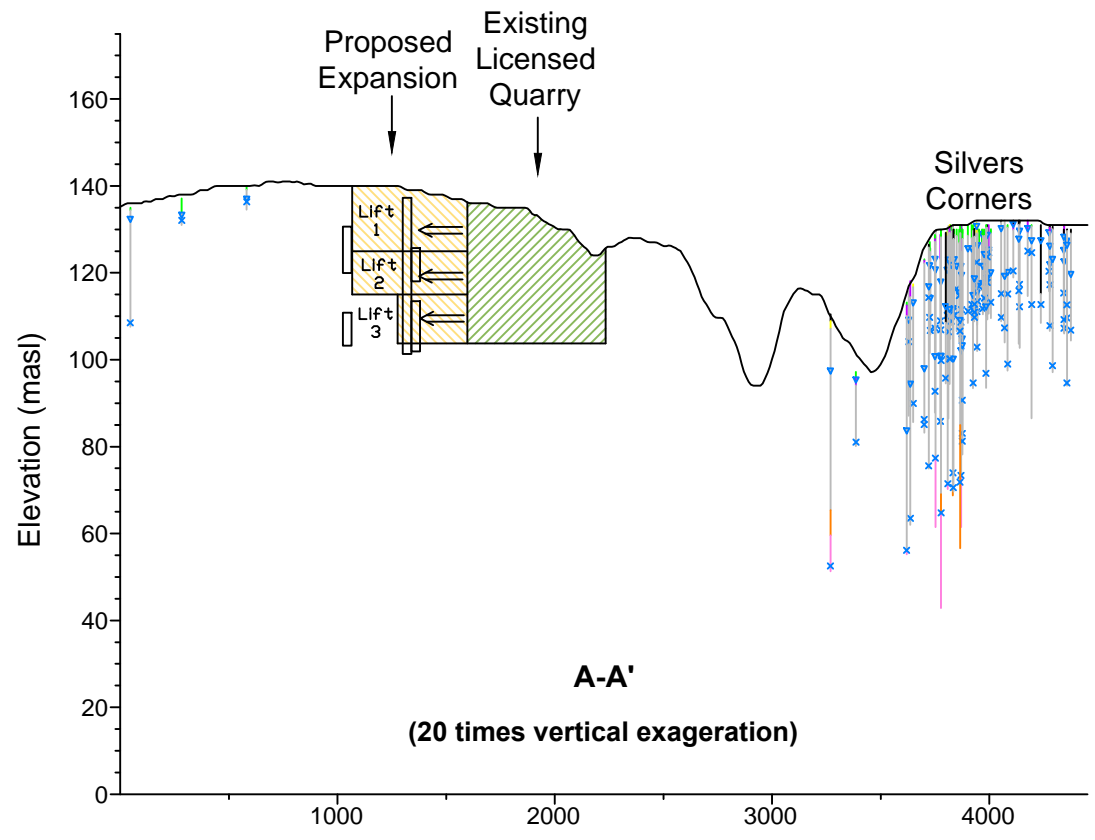 Existing
Licensed
Quarry
Proposed
Expansion
Silvers
Corners
160
140
120
100
80
60
40
20
0
Elevation (masl)
Lift
1
Lift
2
Lift
3
A-A'
(20 times vertical exageration)
1000
2000
3000
4000